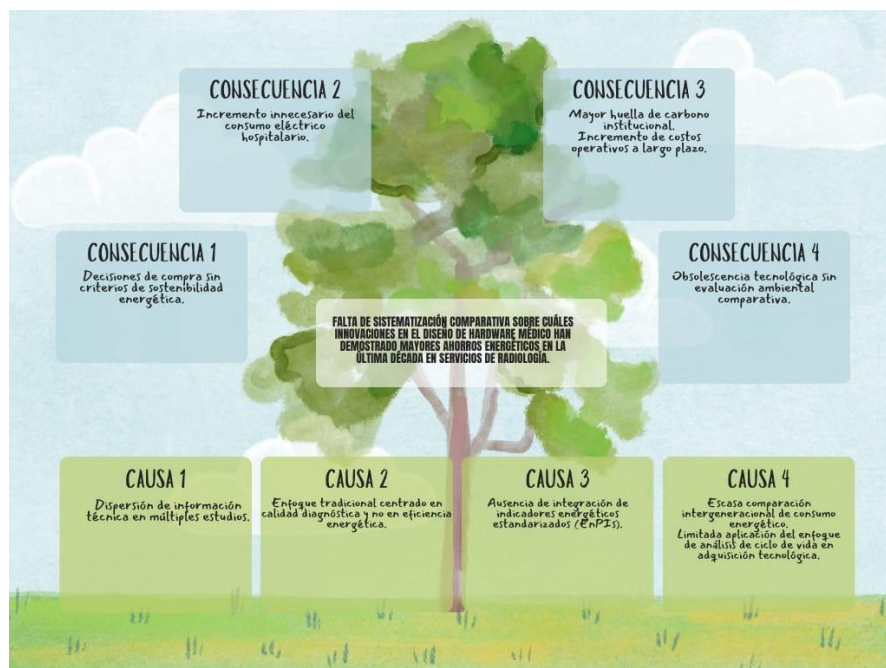 CONSECUENCIA 2
Incremento innecesario del
consumo eléctrico
hospitalario.
CONSECUENCIA 3
Mayor huella de carbono
institucional.
Incremento de costos
operativos a largo plazo.
CONSECUENCIA 1
Decisiones de compra sin
criterios de sostenibilidad
energética.
CONSECUENCIA 4
Obsolescencia tecnológica sin
evaluación ambiental
comparativa.
FALTA DE SISTEMATIZACIÓN COMPARATIVA SOBRE CUÁLES
INNOVACIONES EN EL DISEÑO DE HARDWARE MÉDICO HAN
DEMOSTRADO MAYORES AHORROS ENERGÉTICOS EN LA
ÚLTIMA DÉCADA EN SERVICIOS DE RADIOLOGÍA.
CAUSA 1
Dispersión de información
técnica en múltiples estudios.
CAUSA 2
Enfoque tradicional centrado en
calidad diagnóstica y no en eficiencia
energética.
CAUSA 3
Ausencia de integración de
indicadores energéticos
estandarizados (EnPIs).
CAUSA 4
Escasa comparación
intergeneracional de consumo
energético.
Limitada aplicación del enfoque
de análisis de ciclo de vida en
adquisición tecnológica.